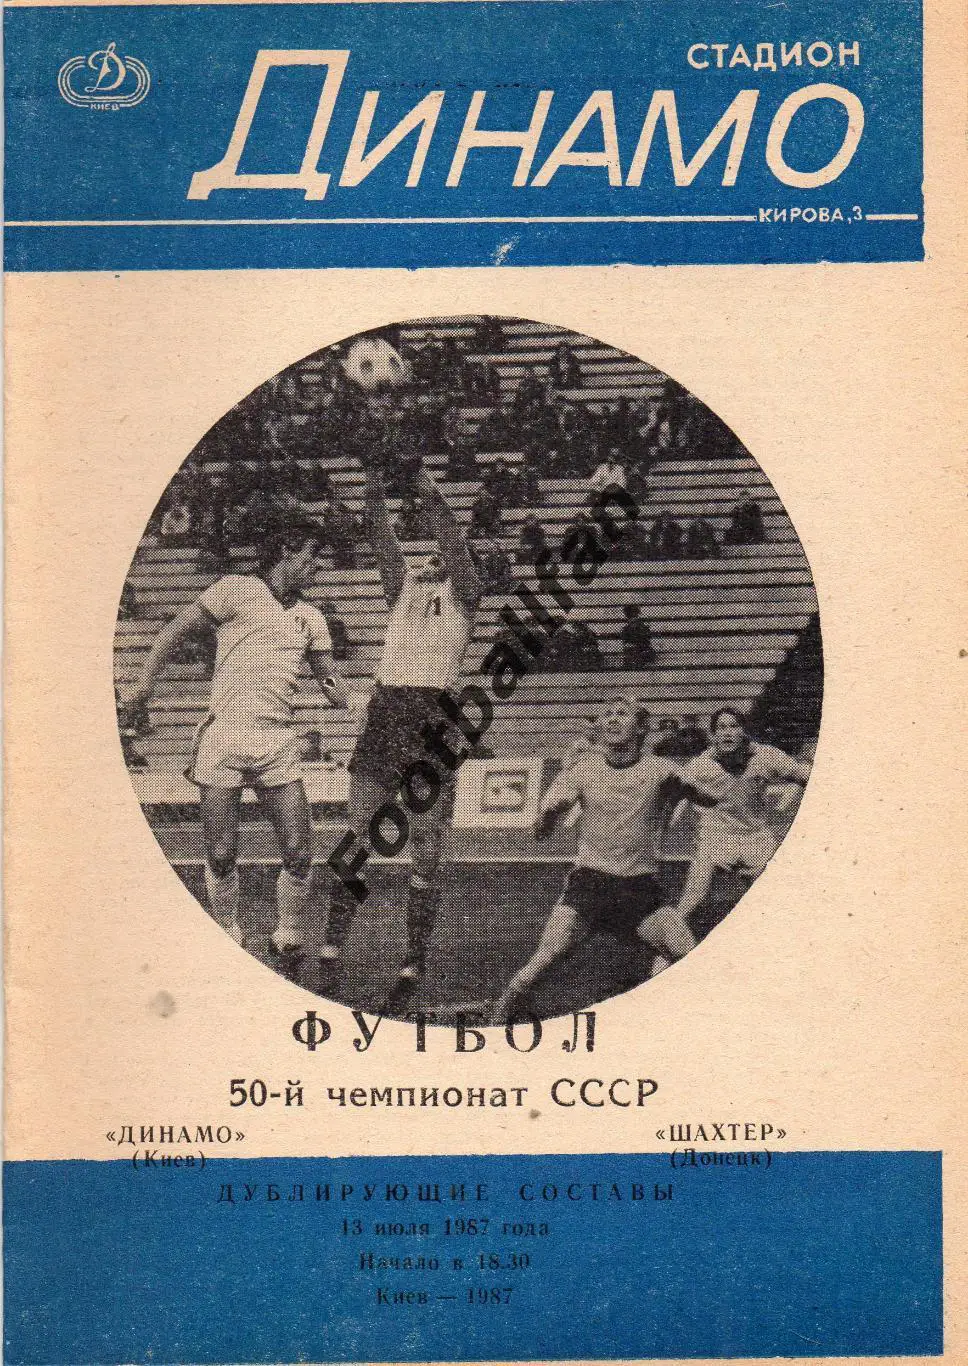 Д
КИЕВ
СТАДИОН
ДИНАМО
КИРОВА, 3
1
Footballfan
ФУТБОЛ
50-й чемпионат СССР
«ДИНАМО» «ШАХТЕР»
(Киев) (Донецк)
ДУБЛИРУЮЩИЕ СОСТАВЫ
13 июля 1987 года
Начало в 18.30
Киев — 1987